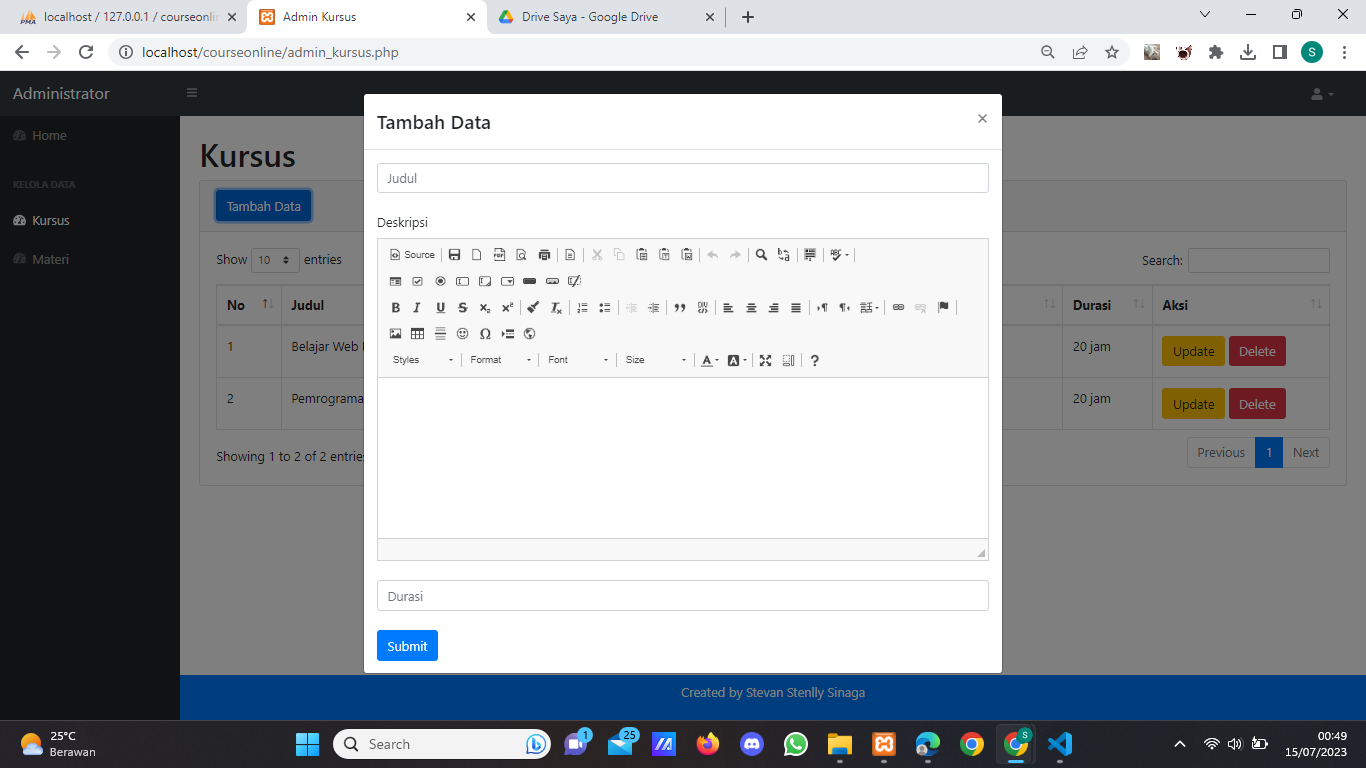 localhost / 127.0.0.1 / courseonlin
Admin Kursus
Drive Saya - Google Drive
localhost/courseonline/admin_kursus.php
S
Administrator
Home
KELOLA DATA
Kursus
Materi
Kursus
Tambah Data
Show 10 entries
Search:
No Judul Durasi Aksi
1 Belajar Web 20 jam Update Delete
2 Pemrograma 20 jam Update Delete
Showing 1 to 2 of 2 entries
Previous 1 Next
Tambah Data ×
Judul
Deskripsi
Source
B I U S x₂ x²
Styles Format Font Size A A ?
Durasi
Submit
Created by Stevan Stenlly Sinaga
25°C
Berawan
Search
1
25
S
00:49
15/07/2023